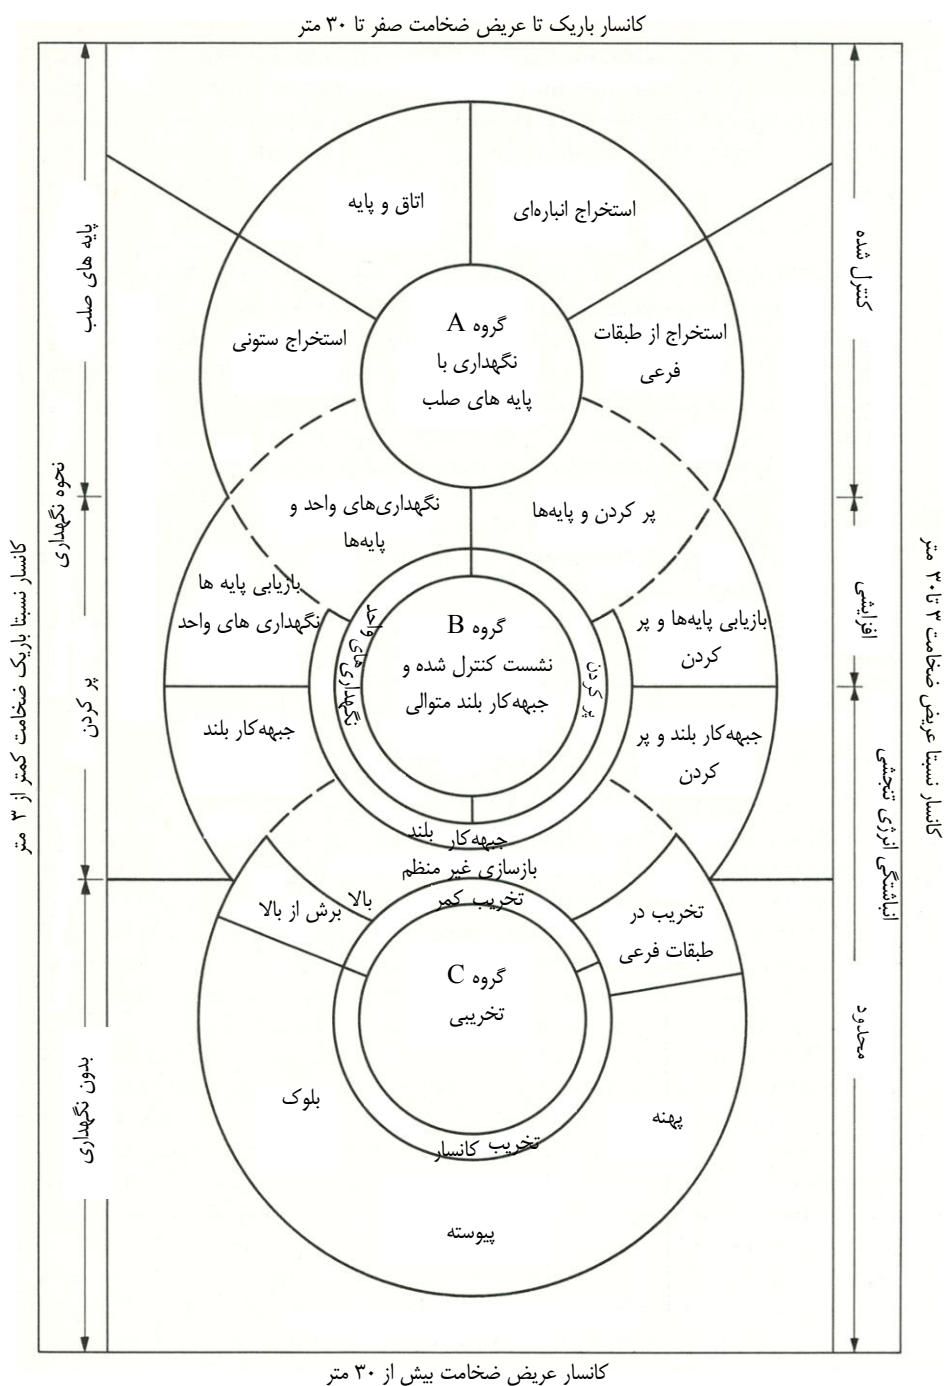 کانسار باریک تا عریض ضخامت صفر تا ۳۰ متر
اتاق و پایه
استخراج انباره‌ای
استخراج ستونی
گروه A
نگهداری با
پایه های صلب
استخراج از طبقات
فرعی
نگهداری‌های واحد و
پایه‌ها
پر کردن و پایه‌ها
بازیابی پایه ها
نگهداری های واحد
نگهداری های واحد
گروه B
نشست کنترل شده و
جبهه‌کار بلند متوالی
پر کردن
بازیابی پایه‌ها و پر
کردن
جبهه‌کار بلند
جبهه‌کار بلند و پر
کردن
جبهه‌کار بلند
بازسازی غیر منظم
تخریب کمر بالا
برش از بالا
تخریب در
طبقات فرعی
گروه C
تخریبی
بلوک
پهنه
تخریب کانسار
پیوسته
کانسار عریض ضخامت بیش از ۳۰ متر
کانسار نسبتا باریک ضخامت کمتر از ۳ متر
نحوه نگهداری
پایه های صلب
پر کردن
بدون نگهداری
کنترل شده
افزایشی
محدود
انباشتگی انرژی تنجشی
کانسار نسبتا عریض ضخامت ۳ تا ۳۰ متر